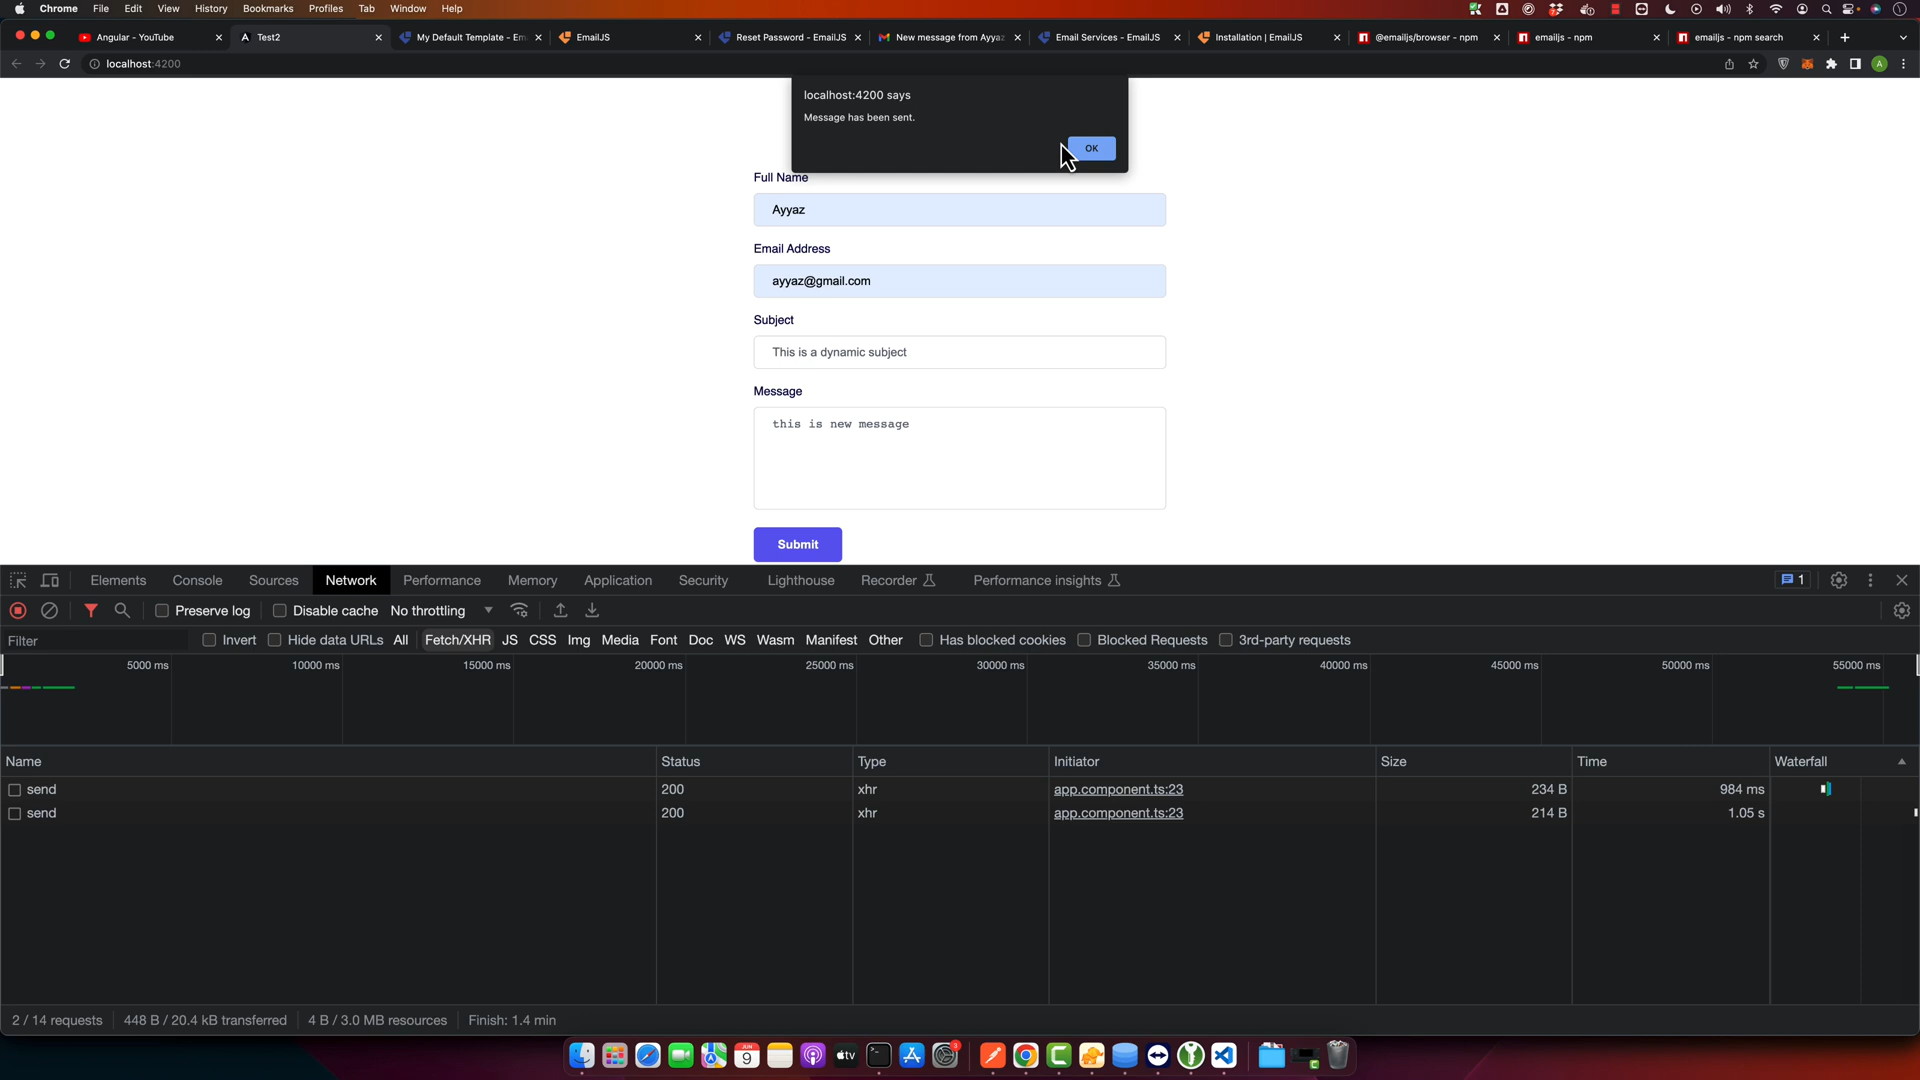 Chrome File Edit View History Bookmarks Profiles Tab Window Help
Angular - YouTube
Test2
My Default Template - Em
EmailJS
Reset Password - EmailJS
New message from Ayyaz
Email Services - EmailJS
Installation | EmailJS
@emailjs/browser - npm
emailjs - npm
emailjs - npm search
localhost:4200
A
localhost:4200 says
Message has been sent.
OK
Full Name
Ayyaz
Email Address
ayyaz@gmail.com
Subject
This is a dynamic subject
Message
this is new message
Submit
Elements Console Sources Network Performance Memory Application Security Lighthouse Recorder Performance insights 1
Preserve log Disable cache No throttling
Filter Invert Hide data URLs All Fetch/XHR JS CSS Img Media Font Doc WS Wasm Manifest Other Has blocked cookies Blocked Requests 3rd-party requests
5000 ms 10000 ms 15000 ms 20000 ms 25000 ms 30000 ms 35000 ms 40000 ms 45000 ms 50000 ms 55000 ms
Name Status Type Initiator Size Time Waterfall
send 200 xhr app.component.ts:23 234 B 984 ms
send 200 xhr app.component.ts:23 214 B 1.05 s
2 / 14 requests 448 B / 20.4 kB transferred 4 B / 3.0 MB resources Finish: 1.4 min
JUN
9
tv
3